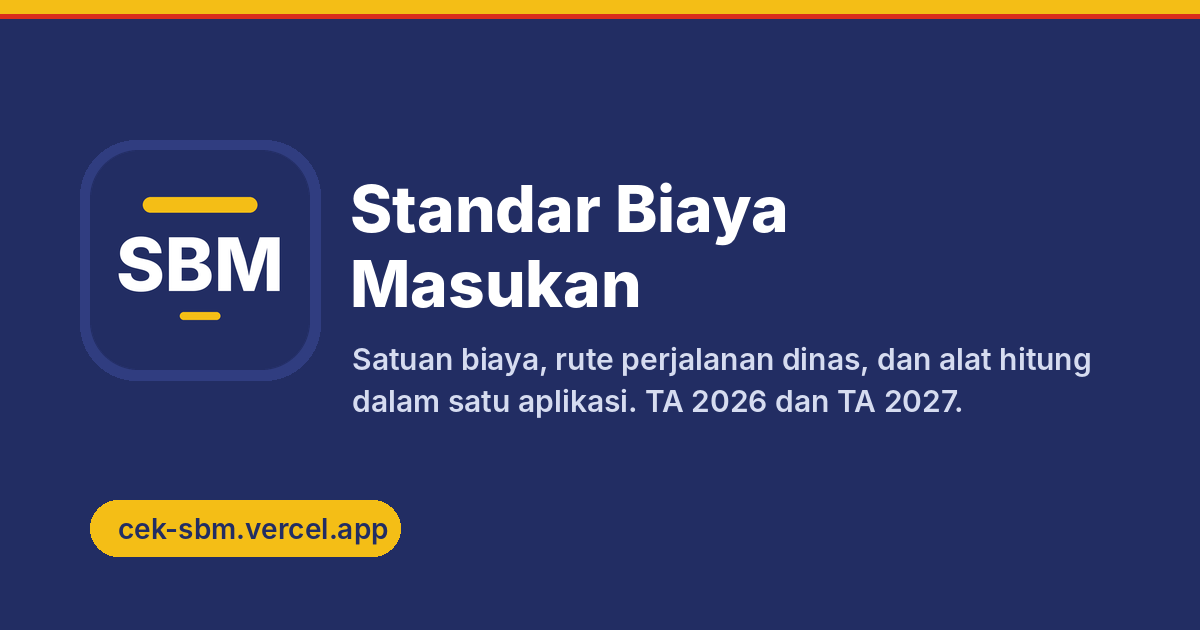 SBM
Standar Biaya
Masukan
Satuan biaya, rute perjalanan dinas, dan alat hitung
dalam satu aplikasi. TA 2026 dan TA 2027.
cek-sbm.vercel.app